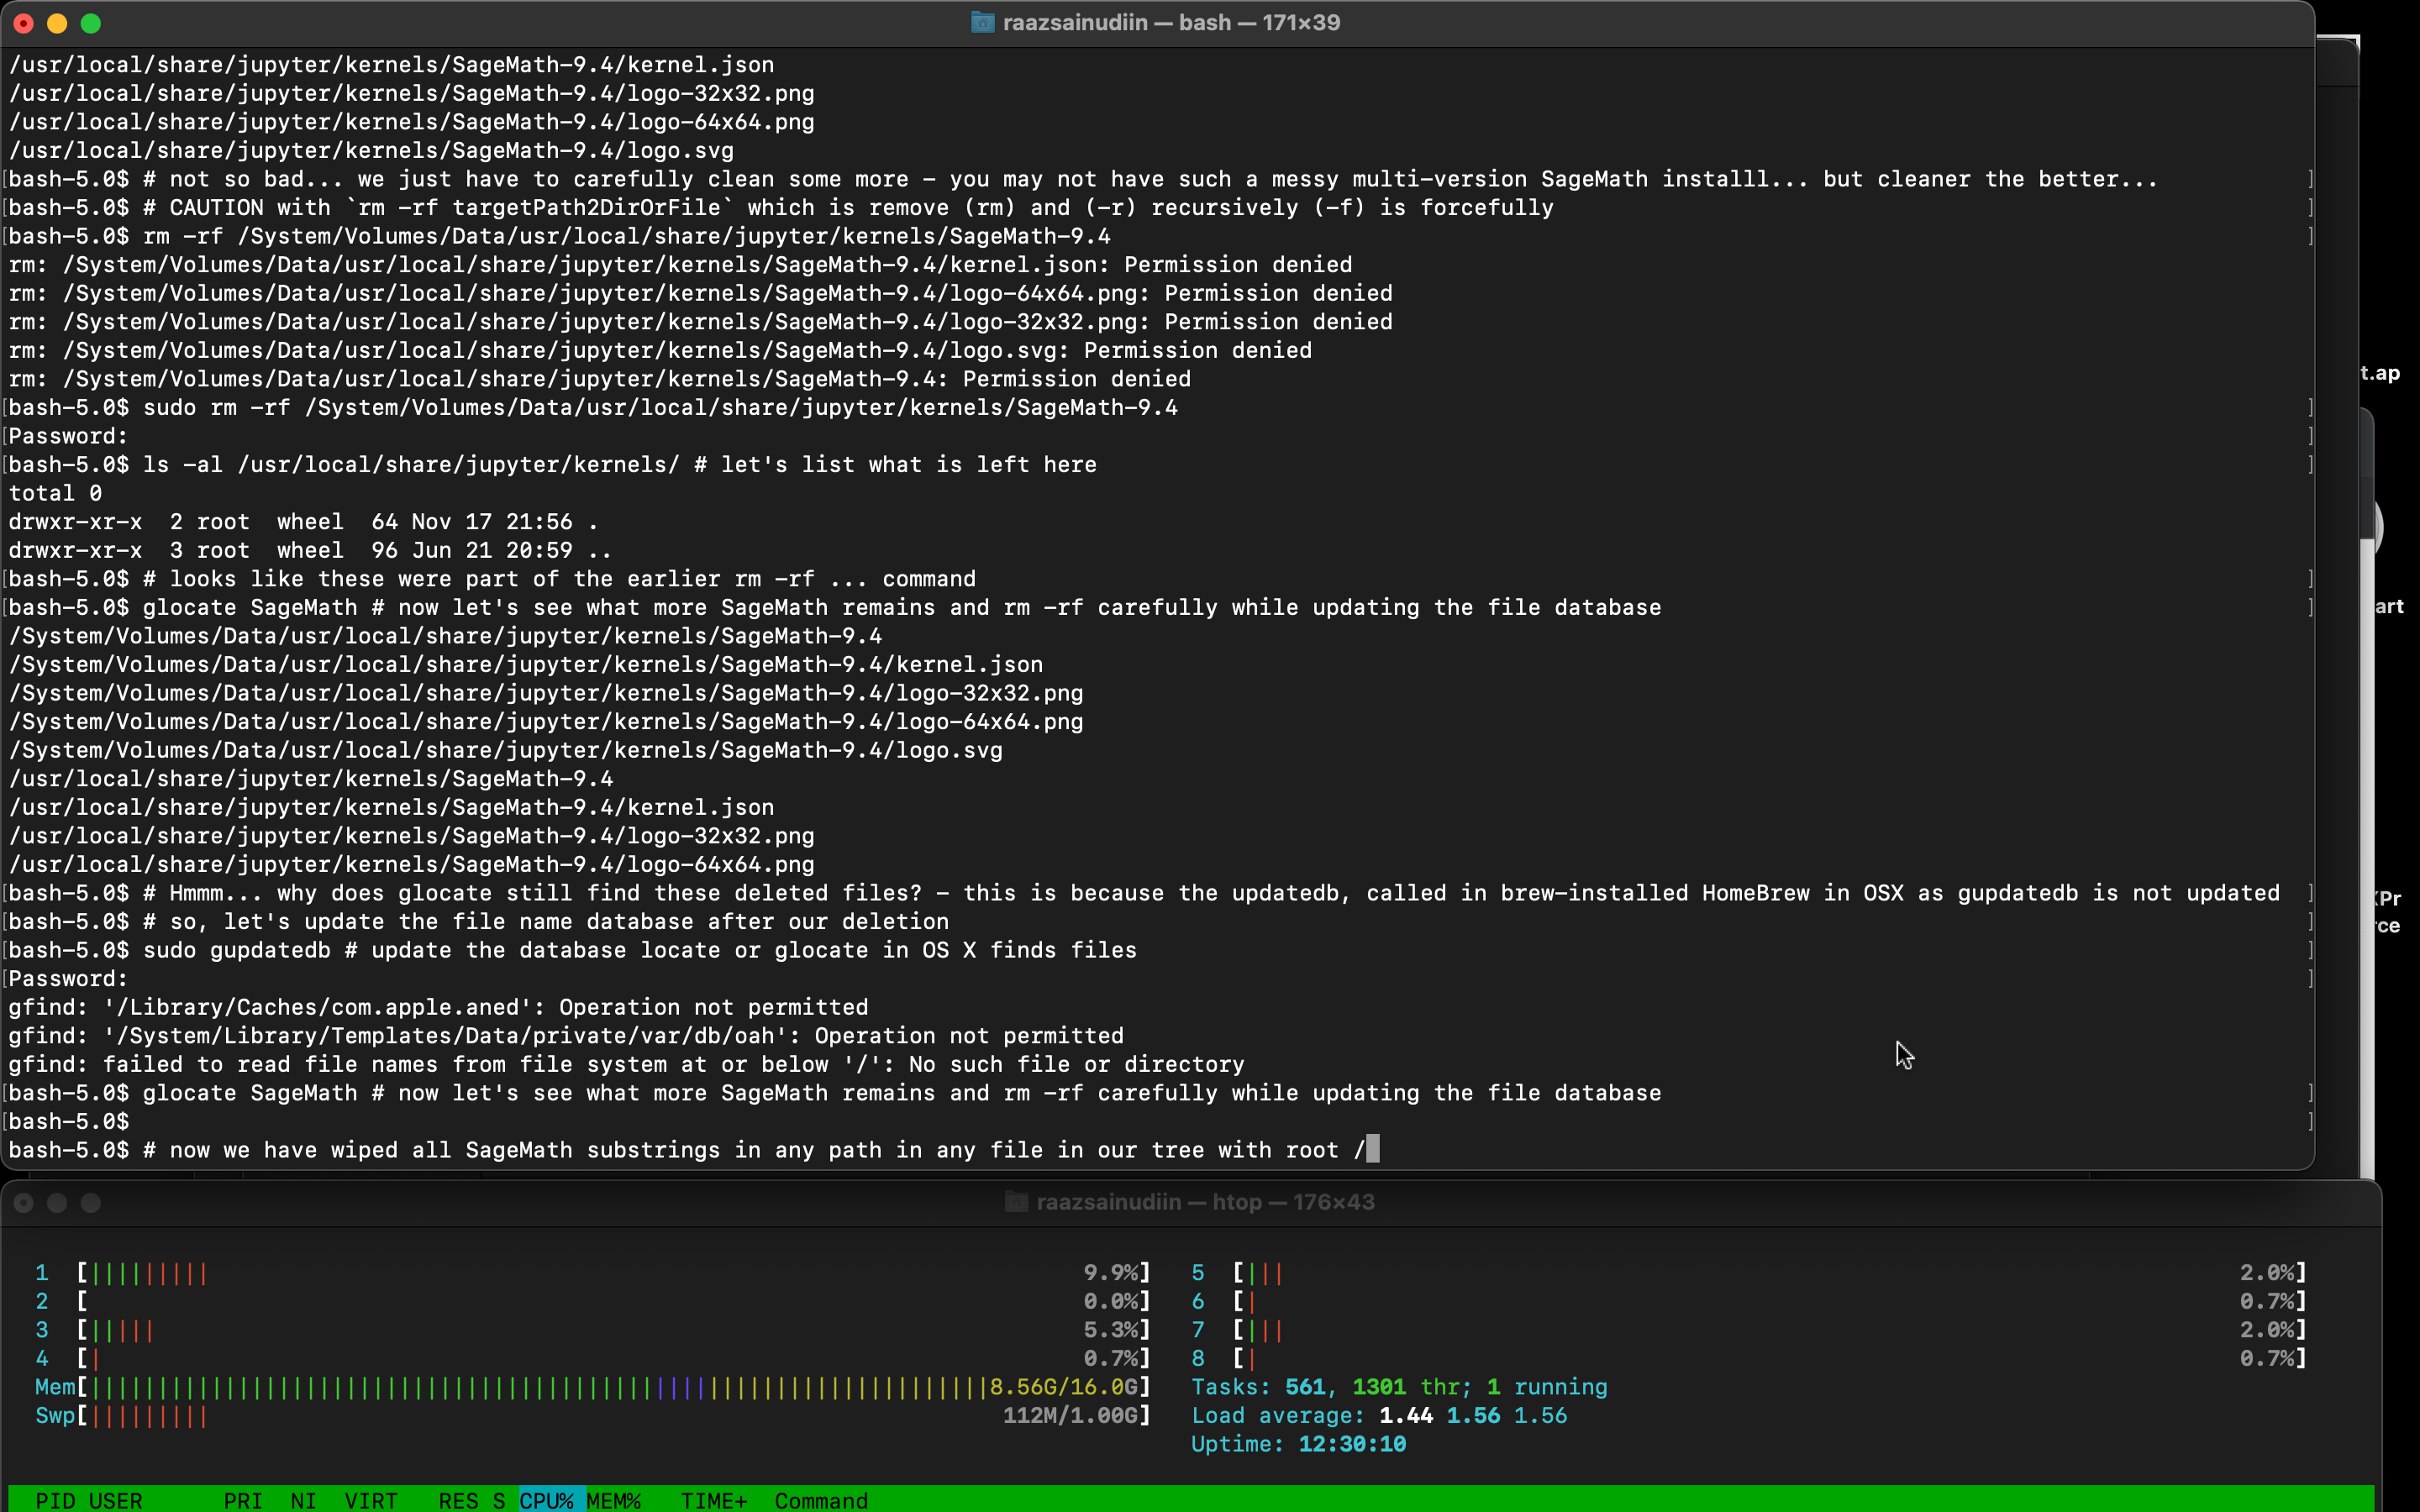 raazsainudiin — bash — 171×39
/usr/local/share/jupyter/kernels/SageMath-9.4/kernel.json
/usr/local/share/jupyter/kernels/SageMath-9.4/logo-32x32.png
/usr/local/share/jupyter/kernels/SageMath-9.4/logo-64x64.png
/usr/local/share/jupyter/kernels/SageMath-9.4/logo.svg
[bash-5.0$ # not so bad... we just have to carefully clean some more - you may not have such a messy multi-version SageMath installl... but cleaner the better... ]
[bash-5.0$ # CAUTION with `rm -rf targetPath2DirOrFile` which is remove (rm) and (-r) recursively (-f) is forcefully ]
[bash-5.0$ rm -rf /System/Volumes/Data/usr/local/share/jupyter/kernels/SageMath-9.4 ]
rm: /System/Volumes/Data/usr/local/share/jupyter/kernels/SageMath-9.4/kernel.json: Permission denied
rm: /System/Volumes/Data/usr/local/share/jupyter/kernels/SageMath-9.4/logo-64x64.png: Permission denied
rm: /System/Volumes/Data/usr/local/share/jupyter/kernels/SageMath-9.4/logo-32x32.png: Permission denied
rm: /System/Volumes/Data/usr/local/share/jupyter/kernels/SageMath-9.4/logo.svg: Permission denied
rm: /System/Volumes/Data/usr/local/share/jupyter/kernels/SageMath-9.4: Permission denied
[bash-5.0$ sudo rm -rf /System/Volumes/Data/usr/local/share/jupyter/kernels/SageMath-9.4 ]
[Password: ]
[bash-5.0$ ls -al /usr/local/share/jupyter/kernels/ # let's list what is left here ]
total 0
drwxr-xr-x  2 root  wheel  64 Nov 17 21:56 .
drwxr-xr-x  3 root  wheel  96 Jun 21 20:59 ..
[bash-5.0$ # looks like these were part of the earlier rm -rf ... command ]
[bash-5.0$ glocate SageMath # now let's see what more SageMath remains and rm -rf carefully while updating the file database ]
/System/Volumes/Data/usr/local/share/jupyter/kernels/SageMath-9.4
/System/Volumes/Data/usr/local/share/jupyter/kernels/SageMath-9.4/kernel.json
/System/Volumes/Data/usr/local/share/jupyter/kernels/SageMath-9.4/logo-32x32.png
/System/Volumes/Data/usr/local/share/jupyter/kernels/SageMath-9.4/logo-64x64.png
/System/Volumes/Data/usr/local/share/jupyter/kernels/SageMath-9.4/logo.svg
/usr/local/share/jupyter/kernels/SageMath-9.4
/usr/local/share/jupyter/kernels/SageMath-9.4/kernel.json
/usr/local/share/jupyter/kernels/SageMath-9.4/logo-32x32.png
/usr/local/share/jupyter/kernels/SageMath-9.4/logo-64x64.png
[bash-5.0$ # Hmmm... why does glocate still find these deleted files? - this is because the updatedb, called in brew-installed HomeBrew in OSX as gupdatedb is not updated ]
[bash-5.0$ # so, let's update the file name database after our deletion ]
[bash-5.0$ sudo gupdatedb # update the database locate or glocate in OS X finds files ]
[Password: ]
gfind: '/Library/Caches/com.apple.aned': Operation not permitted
gfind: '/System/Library/Templates/Data/private/var/db/oah': Operation not permitted
gfind: failed to read file names from file system at or below '/': No such file or directory
[bash-5.0$ glocate SageMath # now let's see what more SageMath remains and rm -rf carefully while updating the file database ]
[bash-5.0$ ]
bash-5.0$ # now we have wiped all SageMath substrings in any path in any file in our tree with root /
t.ap
art
Pr
rce
raazsainudiin — htop — 176×43
1 [||||||||| 9.9%] 5 [||| 2.0%]
2 [ 0.0%] 6 [| 0.7%]
3 [||||| 5.3%] 7 [||| 2.0%]
4 [| 0.7%] 8 [| 0.7%]
Mem[|||||||||||||||||||||||||||||||||||||||||||||||||||||||||||||||||||8.56G/16.0G] Tasks: 561, 1301 thr; 1 running
Swp[||||||||| 112M/1.00G] Load average: 1.44 1.56 1.56
Uptime: 12:30:10
PID USER PRI NI VIRT RES S CPU% MEM% TIME+ Command